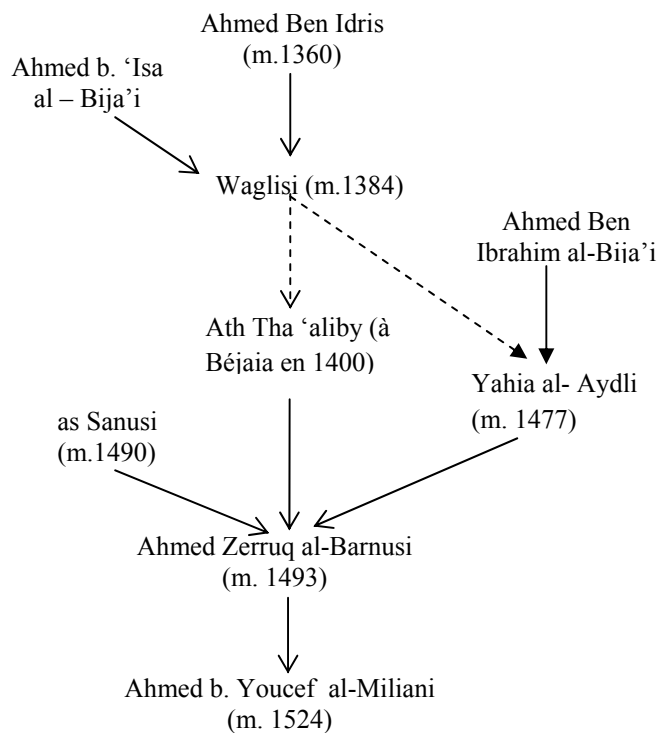 Ahmed Ben Idris
(m.1360)
Ahmed b. ‘Isa
al – Bija’i
Waglisi (m.1384)
Ahmed Ben
Ibrahim al-Bija’i
Ath Tha ‘aliby (à
Béjaia en 1400)
Yahia al- Aydli
(m. 1477)
as Sanusi
(m.1490)
Ahmed Zerruq al-Barnusi
(m. 1493)
Ahmed b. Youcef al-Miliani
(m. 1524)